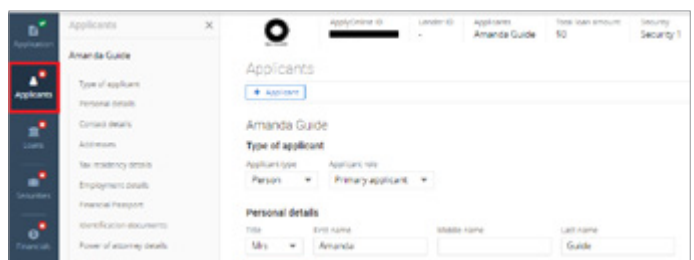 Application
Applicants
Loans
Securities
Financials
Applicants ×
Amanda Guide
Type of applicant
Personal details
Contact details
Addresses
Tax residency details
Employment details
Financial Passport
Identification documents
Power of attorney details
ApplyOnline ID
Lender ID
-
Applicants
Amanda Guide
Total loan amount
$0
Security
Security 1
Applicants
+ Applicant
Amanda Guide
Type of applicant
Applicant type Applicant role
Person Primary applicant
Personal details
Title First name Middle name Last name
Mrs Amanda Guide